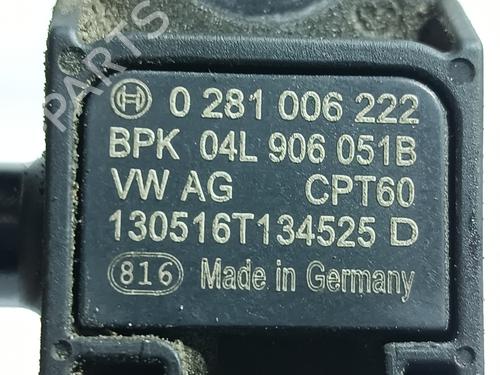 0 281 006 222
BPK 04L 906 051B
VW AG CPT60
130516T134525 D
816 Made in Germany
PARTS